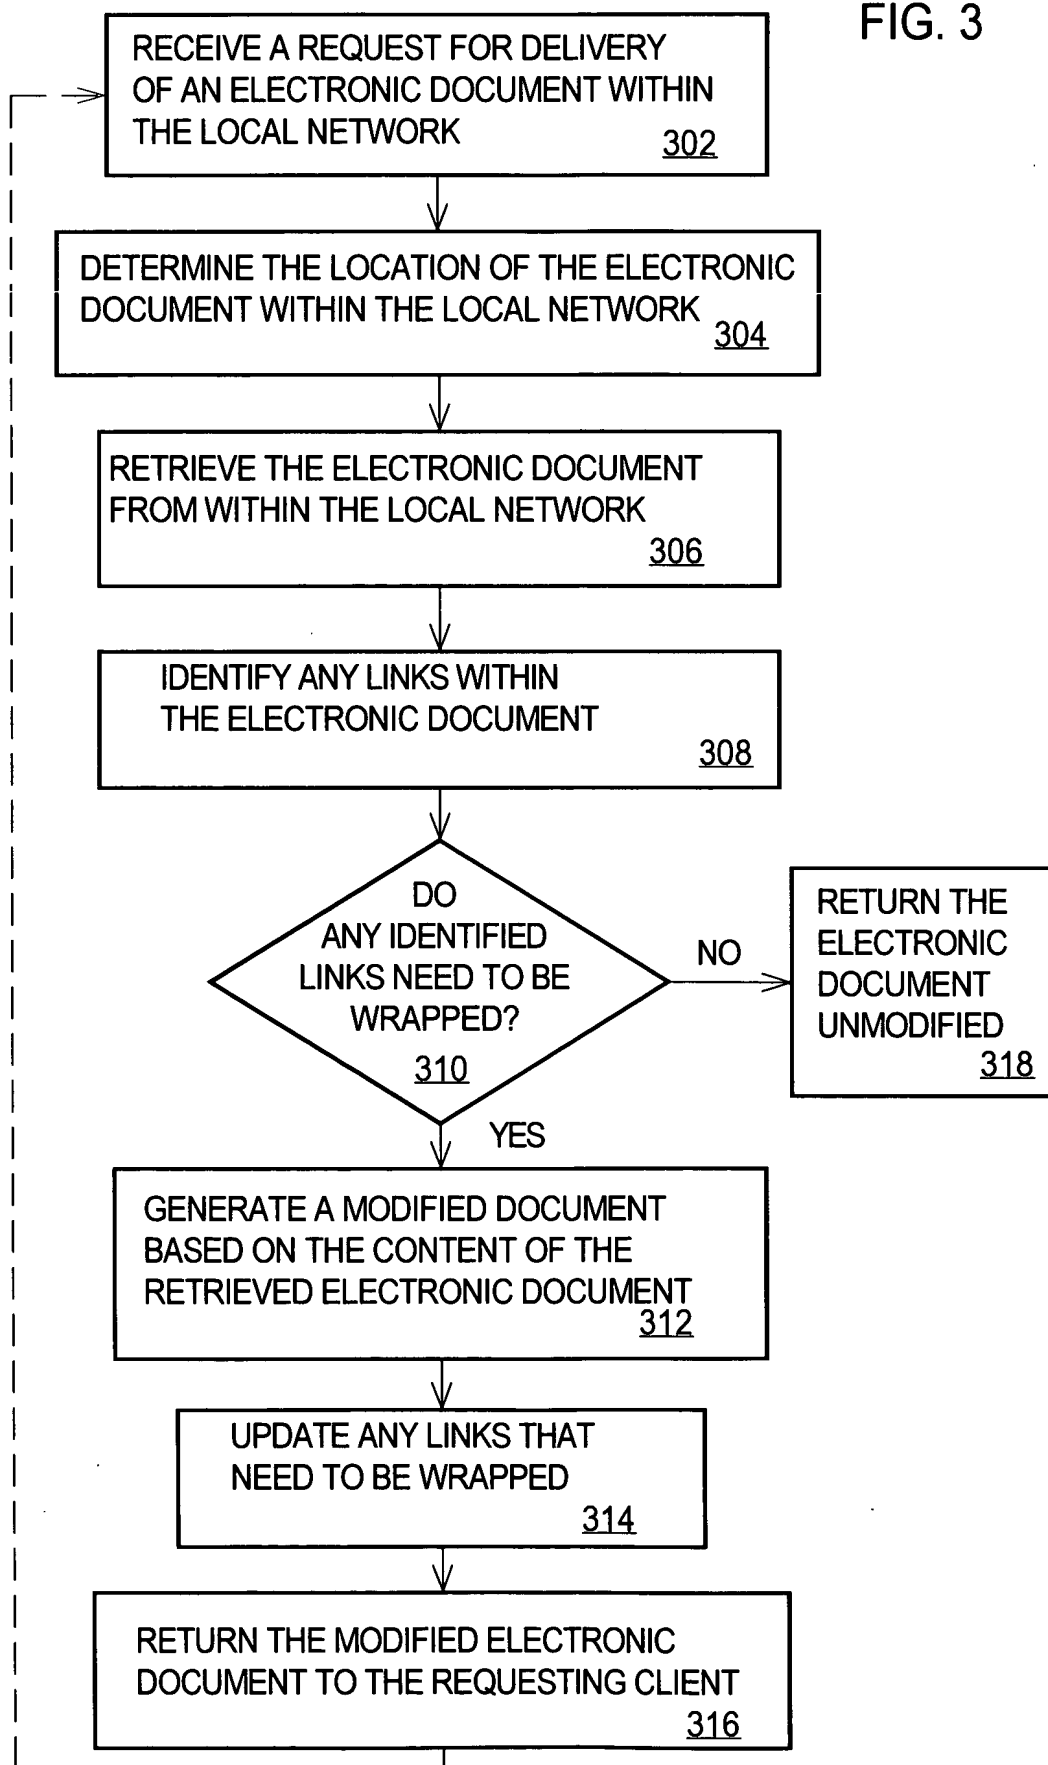 FIG. 3
RECEIVE A REQUEST FOR DELIVERY
OF AN ELECTRONIC DOCUMENT WITHIN
THE LOCAL NETWORK
302
DETERMINE THE LOCATION OF THE ELECTRONIC
DOCUMENT WITHIN THE LOCAL NETWORK
304
RETRIEVE THE ELECTRONIC DOCUMENT
FROM WITHIN THE LOCAL NETWORK
306
IDENTIFY ANY LINKS WITHIN
THE ELECTRONIC DOCUMENT
308
DO
ANY IDENTIFIED
LINKS NEED TO BE
WRAPPED?
310
NO
RETURN THE
ELECTRONIC
DOCUMENT
UNMODIFIED
318
YES
GENERATE A MODIFIED DOCUMENT
BASED ON THE CONTENT OF THE
RETRIEVED ELECTRONIC DOCUMENT
312
UPDATE ANY LINKS THAT
NEED TO BE WRAPPED
314
RETURN THE MODIFIED ELECTRONIC
DOCUMENT TO THE REQUESTING CLIENT
316